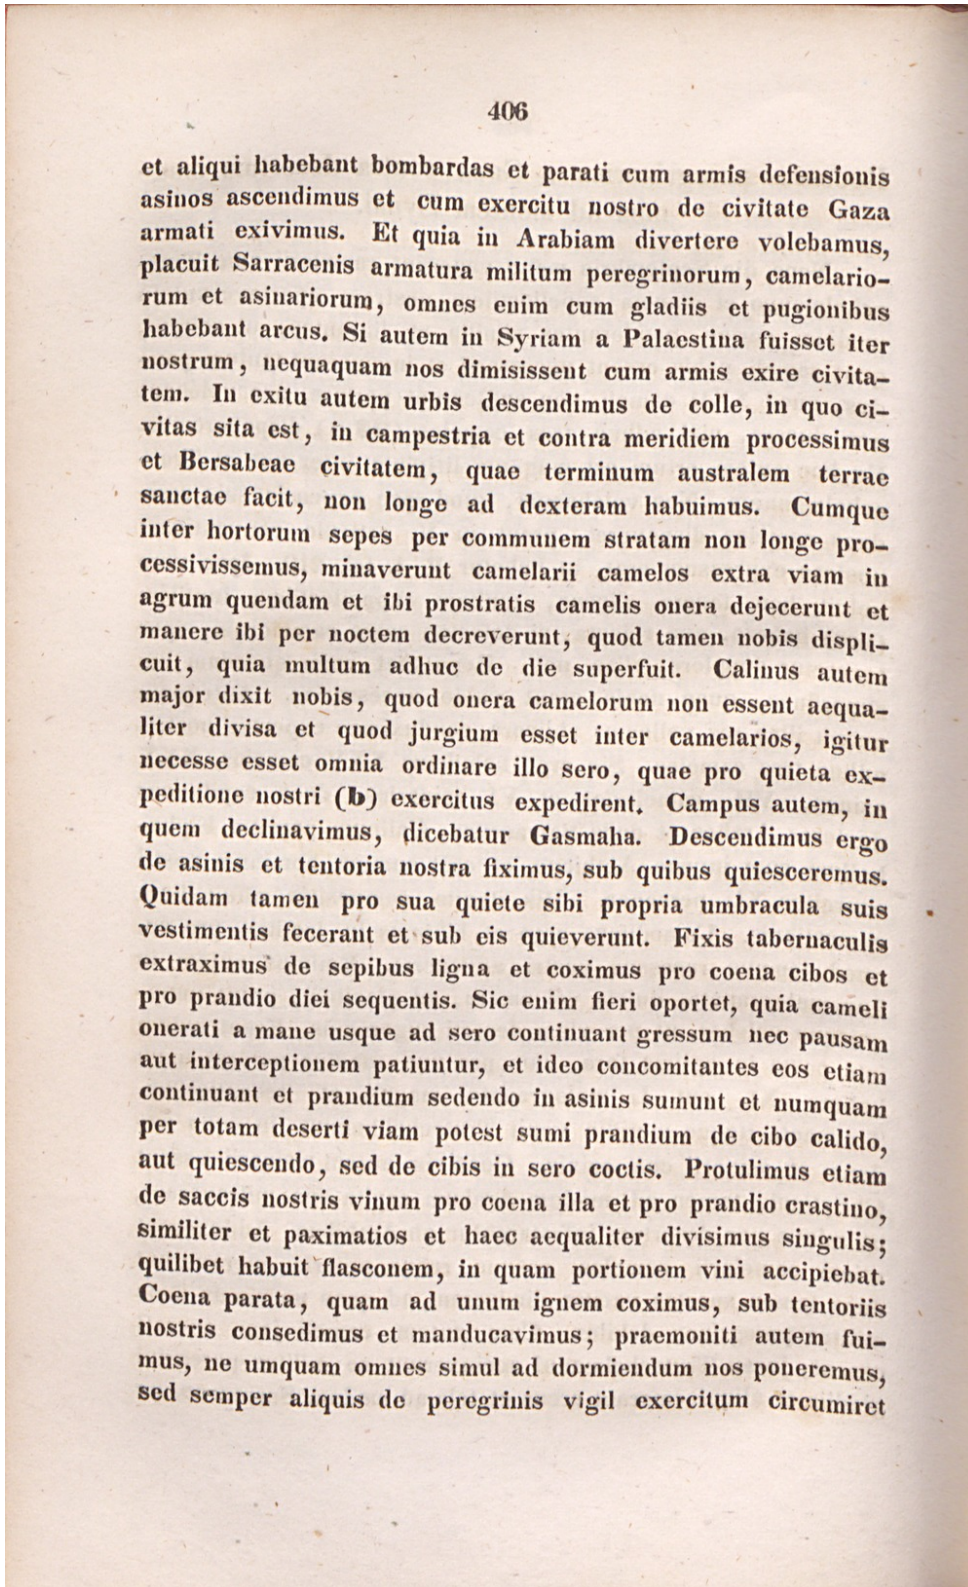 406
et aliqui habebant bombardas et parati cum armis defensionis
asinos ascendimus et cum exercitu nostro de civitate Gaza
armati exivimus. Et quia in Arabiam divertere volebamus,
placuit Sarracenis armatura militum peregrinorum, camelario-
rum et asinariorum, omnes enim cum gladiis et pugionibus
habebant arcus. Si autem in Syriam a Palaestina fuisset iter
nostrum, nequaquam nos dimisissent cum armis exire civita-
tem. In exitu autem urbis descendimus de colle, in quo ci-
vitas sita est, in campestria et contra meridiem processimus
et Bersabeae civitatem, quae terminum australem terrae
sanctae facit, non longe ad dexteram habuimus. Cumque
inter hortorum sepes per communem stratam non longe pro-
cessivissemus, minaverunt camelarii camelos extra viam in
agrum quendam et ibi prostratis camelis onera dejecerunt et
manere ibi per noctem decreverunt, quod tamen nobis displi-
cuit, quia multum adhuc de die superfuit. Calinus autem
major dixit nobis, quod onera camelorum non essent aequa-
liter divisa et quod jurgium esset inter camelarios, igitur
necesse esset omnia ordinare illo sero, quae pro quieta ex-
peditione nostri (b) exercitus expedirent. Campus autem, in
quem declinavimus, dicebatur Gasmaha. Descendimus ergo
de asinis et tentoria nostra fiximus, sub quibus quiesceremus.
Quidam tamen pro sua quiete sibi propria umbracula suis
vestimentis fecerant et sub eis quieverunt. Fixis tabernaculis
extraximus de sepibus ligna et coximus pro coena cibos et
pro prandio diei sequentis. Sic enim fieri oportet, quia cameli
onerati a mane usque ad sero continuant gressum nec pausam
aut interceptionem patiuntur, et ideo concomitantes eos etiam
continuant et prandium sedendo in asinis sumunt et numquam
per totam deserti viam potest sumi prandium de cibo calido,
aut quiescendo, sed de cibis in sero coctis. Protulimus etiam
de saccis nostris vinum pro coena illa et pro prandio crastino,
similiter et paximatios et haec aequaliter divisimus singulis;
quilibet habuit flasconem, in quam portionem vini accipiebat.
Coena parata, quam ad unum ignem coximus, sub tentoriis
nostris consedimus et manducavimus; praemoniti autem fui-
mus, ne umquam omnes simul ad dormiendum nos poneremus,
sed semper aliquis de peregrinis vigil exercitum circumiret